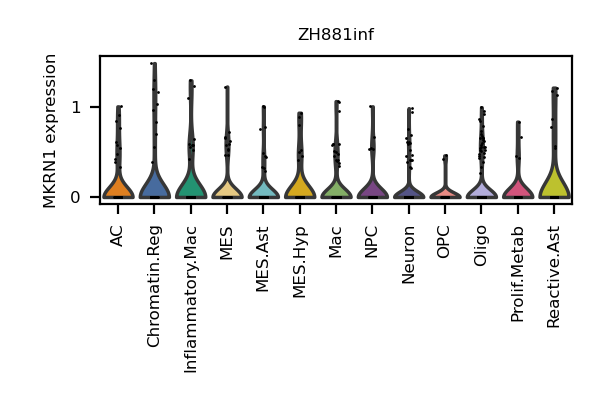 ZH881inf
MKRN1 expression
1
0
AC
Chromatin.Reg
Inflammatory.Mac
MES
MES.Ast
MES.Hyp
Mac
NPC
Neuron
OPC
Oligo
Prolif.Metab
Reactive.Ast